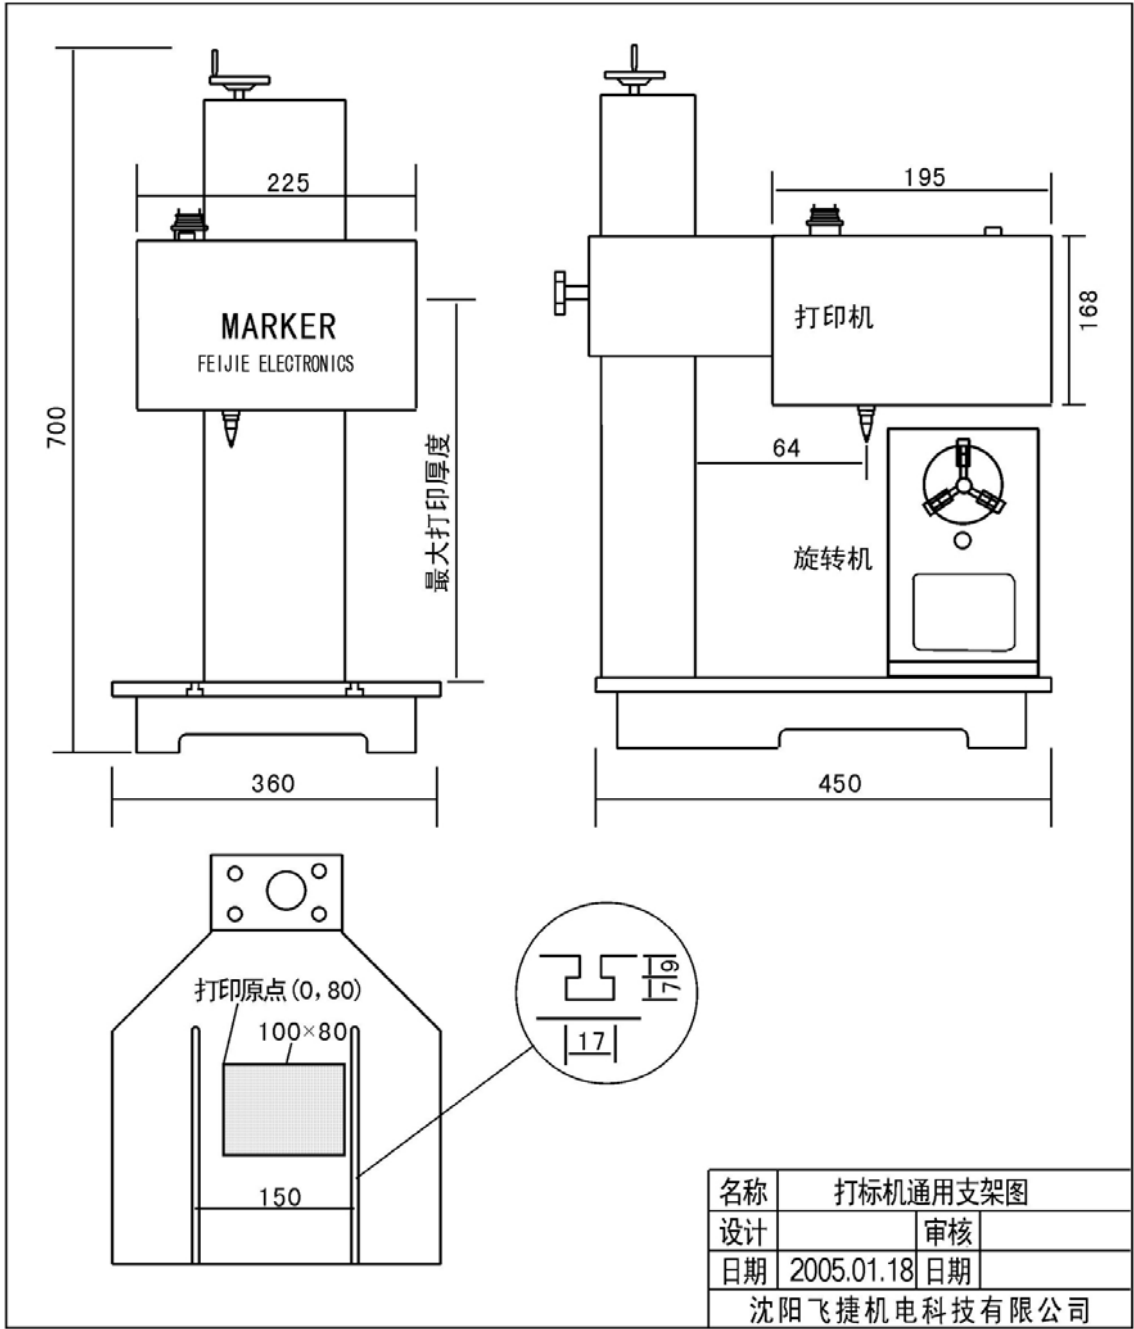 225
195
MARKER
FEIJIE ELECTRONICS
打印机
168
700
最大打印厚度
64
旋转机
360
450
打印原点(0,80)
100×80
9
7
17
150
名称 打标机通用支架图
设计 审核
日期 2005.01.18 日期
沈阳飞捷机电科技有限公司